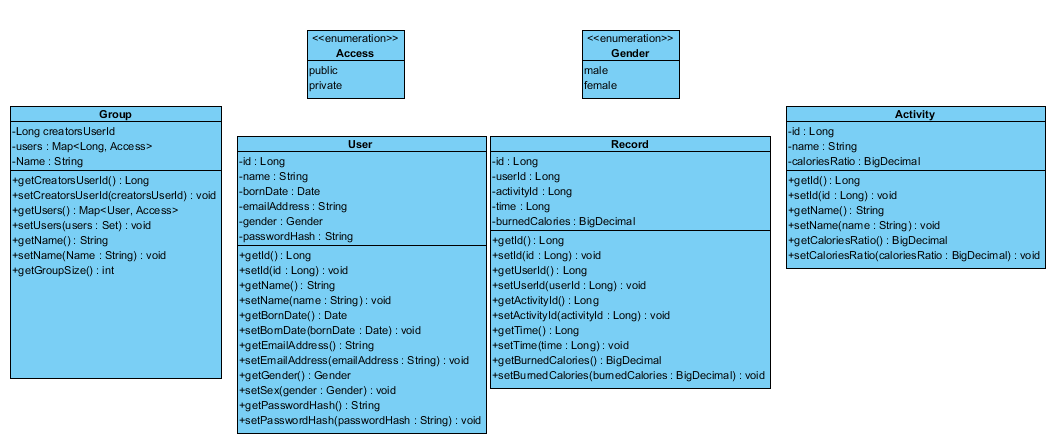 <<enumeration>>
Access
public
private
<<enumeration>>
Gender
male
female
Group
-Long creatorsUserId
-users : Map<Long, Access>
-Name : String
+getCreatorsUserId() : Long
+setCreatorsUserId(creatorsUserId) : void
+getUsers() : Map<User, Access>
+setUsers(users : Set) : void
+getName() : String
+setName(Name : String) : void
+getGroupSize() : int
User
-id : Long
-name : String
-bornDate : Date
-emailAddress : String
-gender : Gender
-passwordHash : String
+getId() : Long
+setId(id : Long) : void
+getName() : String
+setName(name : String) : void
+getBornDate() : Date
+setBornDate(bornDate : Date) : void
+getEmailAddress() : String
+setEmailAddress(emailAddress : String) : void
+getGender() : Gender
+setSex(gender : Gender) : void
+getPasswordHash() : String
+setPasswordHash(passwordHash : String) : void
Record
-id : Long
-userId : Long
-activityId : Long
-time : Long
-burnedCalories : BigDecimal
+getId() : Long
+setId(id : Long) : void
+getUserId() : Long
+setUserId(userId : Long) : void
+getActivityId() : Long
+setActivityId(activityId : Long) : void
+getTime() : Long
+setTime(time : Long) : void
+getBurnedCalories() : BigDecimal
+setBurnedCalories(burnedCalories : BigDecimal) : void
Activity
-id : Long
-name : String
-caloriesRatio : BigDecimal
+getId() : Long
+setId(id : Long) : void
+getName() : String
+setName(name : String) : void
+getCaloriesRatio() : BigDecimal
+setCaloriesRatio(caloriesRatio : BigDecimal) : void